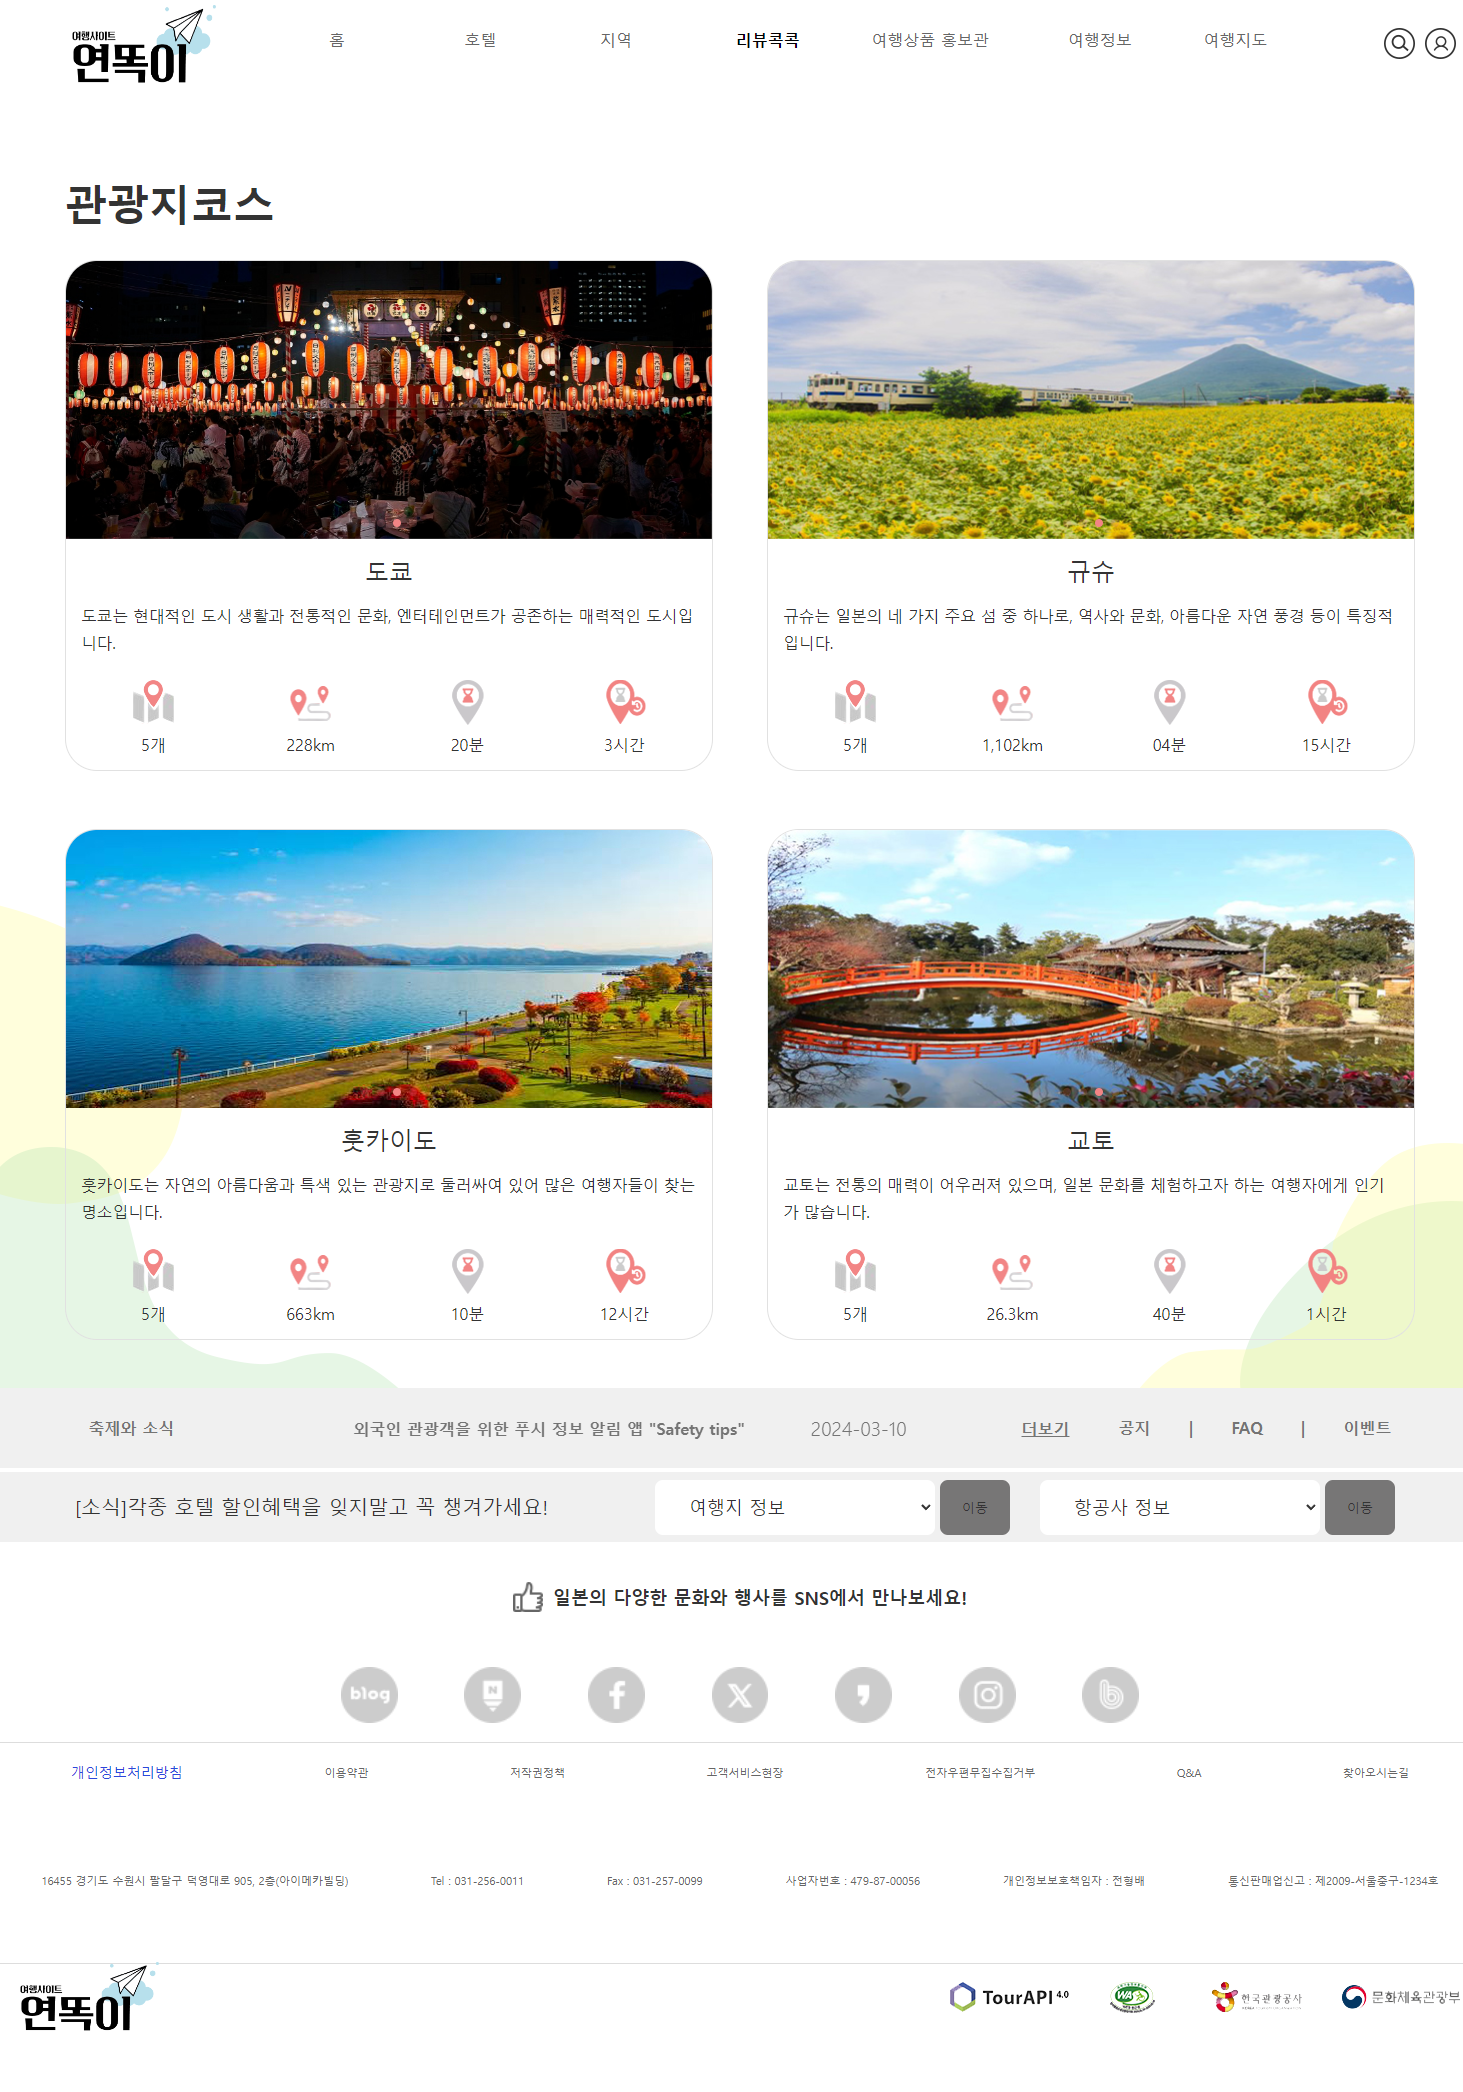 여행사이트
연똑이
홈
호텔
지역
리뷰콕콕
여행상품 홍보관
여행정보
여행지도
관광지코스
도쿄
도쿄는 현대적인 도시 생활과 전통적인 문화, 엔터테인먼트가 공존하는 매력적인 도시입
니다.
5개
228km
20분
3시간
규슈
규슈는 일본의 네 가지 주요 섬 중 하나로, 역사와 문화, 아름다운 자연 풍경 등이 특징적
입니다.
5개
1,102km
04분
15시간
훗카이도
홋카이도는 자연의 아름다움과 특색 있는 관광지로 둘러싸여 있어 많은 여행자들이 찾는
명소입니다.
5개
663km
10분
12시간
교토
교토는 전통의 매력이 어우러져 있으며, 일본 문화를 체험하고자 하는 여행자에게 인기
가 많습니다.
5개
26.3km
40분
1시간
축제와 소식
외국인 관광객을 위한 푸시 정보 알림 앱 "Safety tips"
2024-03-10
더보기
공지
|
FAQ
|
이벤트
[소식]각종 호텔 할인혜택을 잊지말고 꼭 챙겨가세요!
여행지 정보
이동
항공사 정보
이동
일본의 다양한 문화와 행사를 SNS에서 만나보세요!
blog
N
개인정보처리방침
이용약관
저작권정책
고객서비스헌장
전자우편무집수집거부
Q&A
찾아오시는길
16455 경기도 수원시 팔달구 덕영대로 905, 2층(아이메카빌딩)
Tel : 031-256-0011
Fax : 031-257-0099
사업자번호 : 479-87-00056
개인정보보호책임자 : 전형배
통신판매업신고 : 제2009-서울중구-1234호
여행사이트
연똑이
TourAPI 4.0
WA
한국관광공사
문화체육관광부